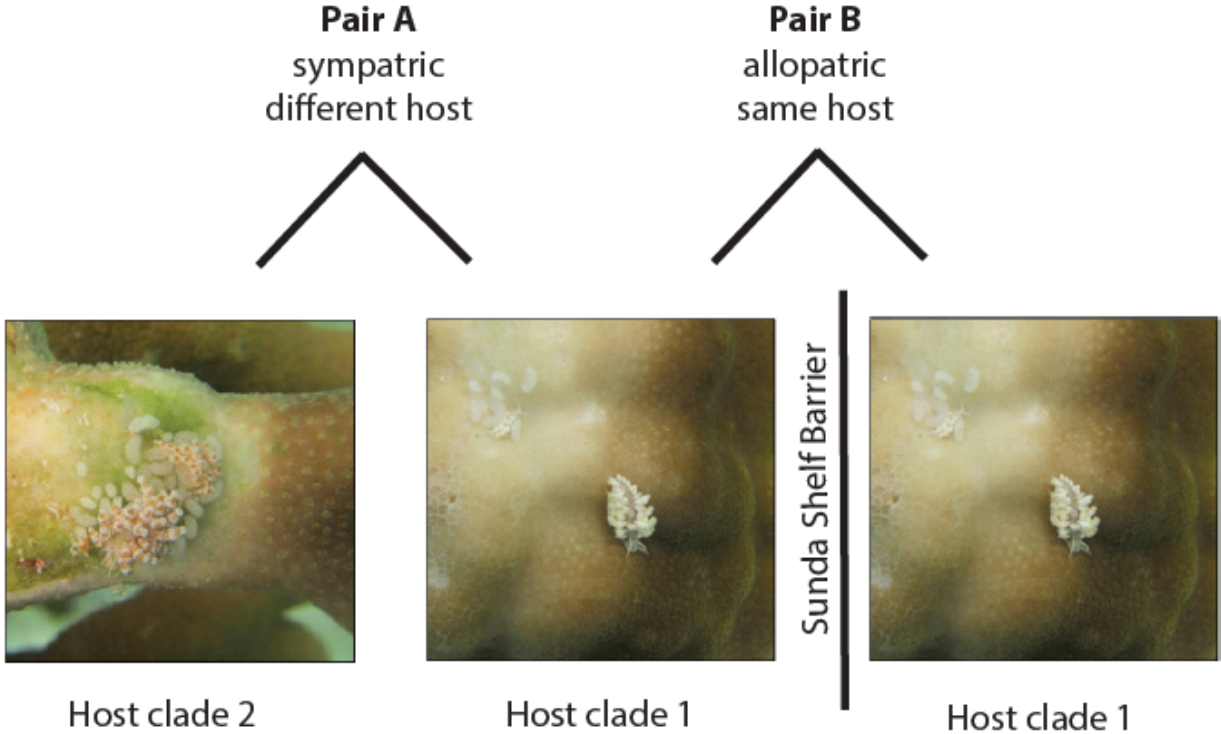 Pair A
sympatric
different host
Pair B
allopatric
same host
Sunda Shelf Barrier
Host clade 2
Host clade 1
Host clade 1